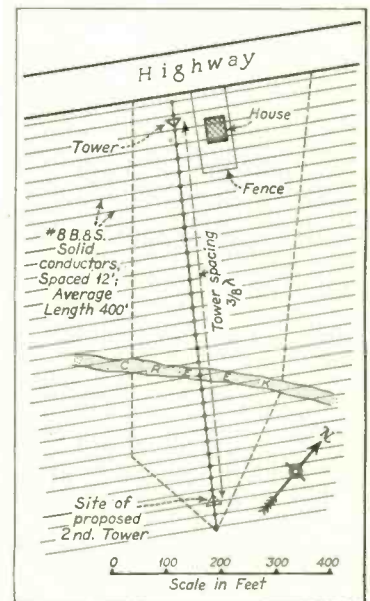 Highway
Tower
House
Fence
#8 B.&S.
Solid
conductors,
Spaced 12';
Average
Length 400'
Tower spacing
3/8 λ
CREEK
N
Site of
proposed
2nd. Tower
0 100 200 300 400
Scale in Feet